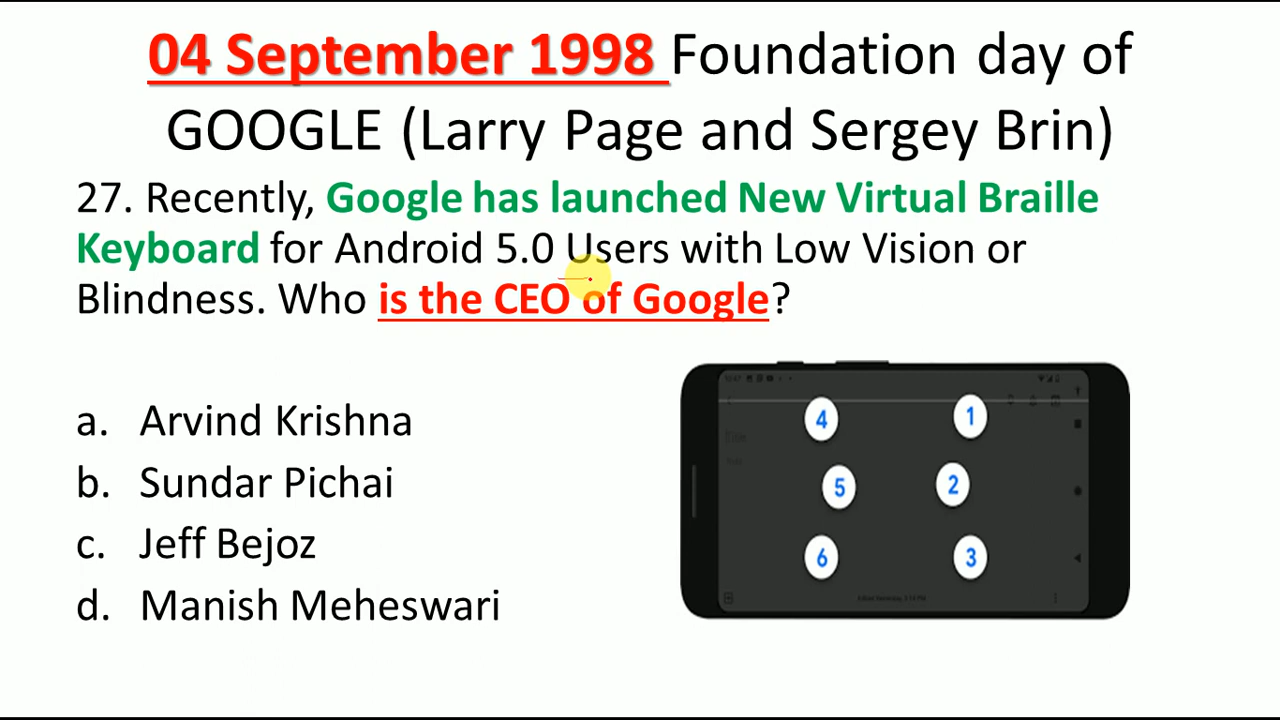 04 September 1998 Foundation day of
GOOGLE (Larry Page and Sergey Brin)
27. Recently, Google has launched New Virtual Braille
Keyboard for Android 5.0 Users with Low Vision or
Blindness. Who is the CEO of Google?
a. Arvind Krishna
b. Sundar Pichai
c. Jeff Bejoz
d. Manish Meheswari
4 1
5 2
6 3
Title